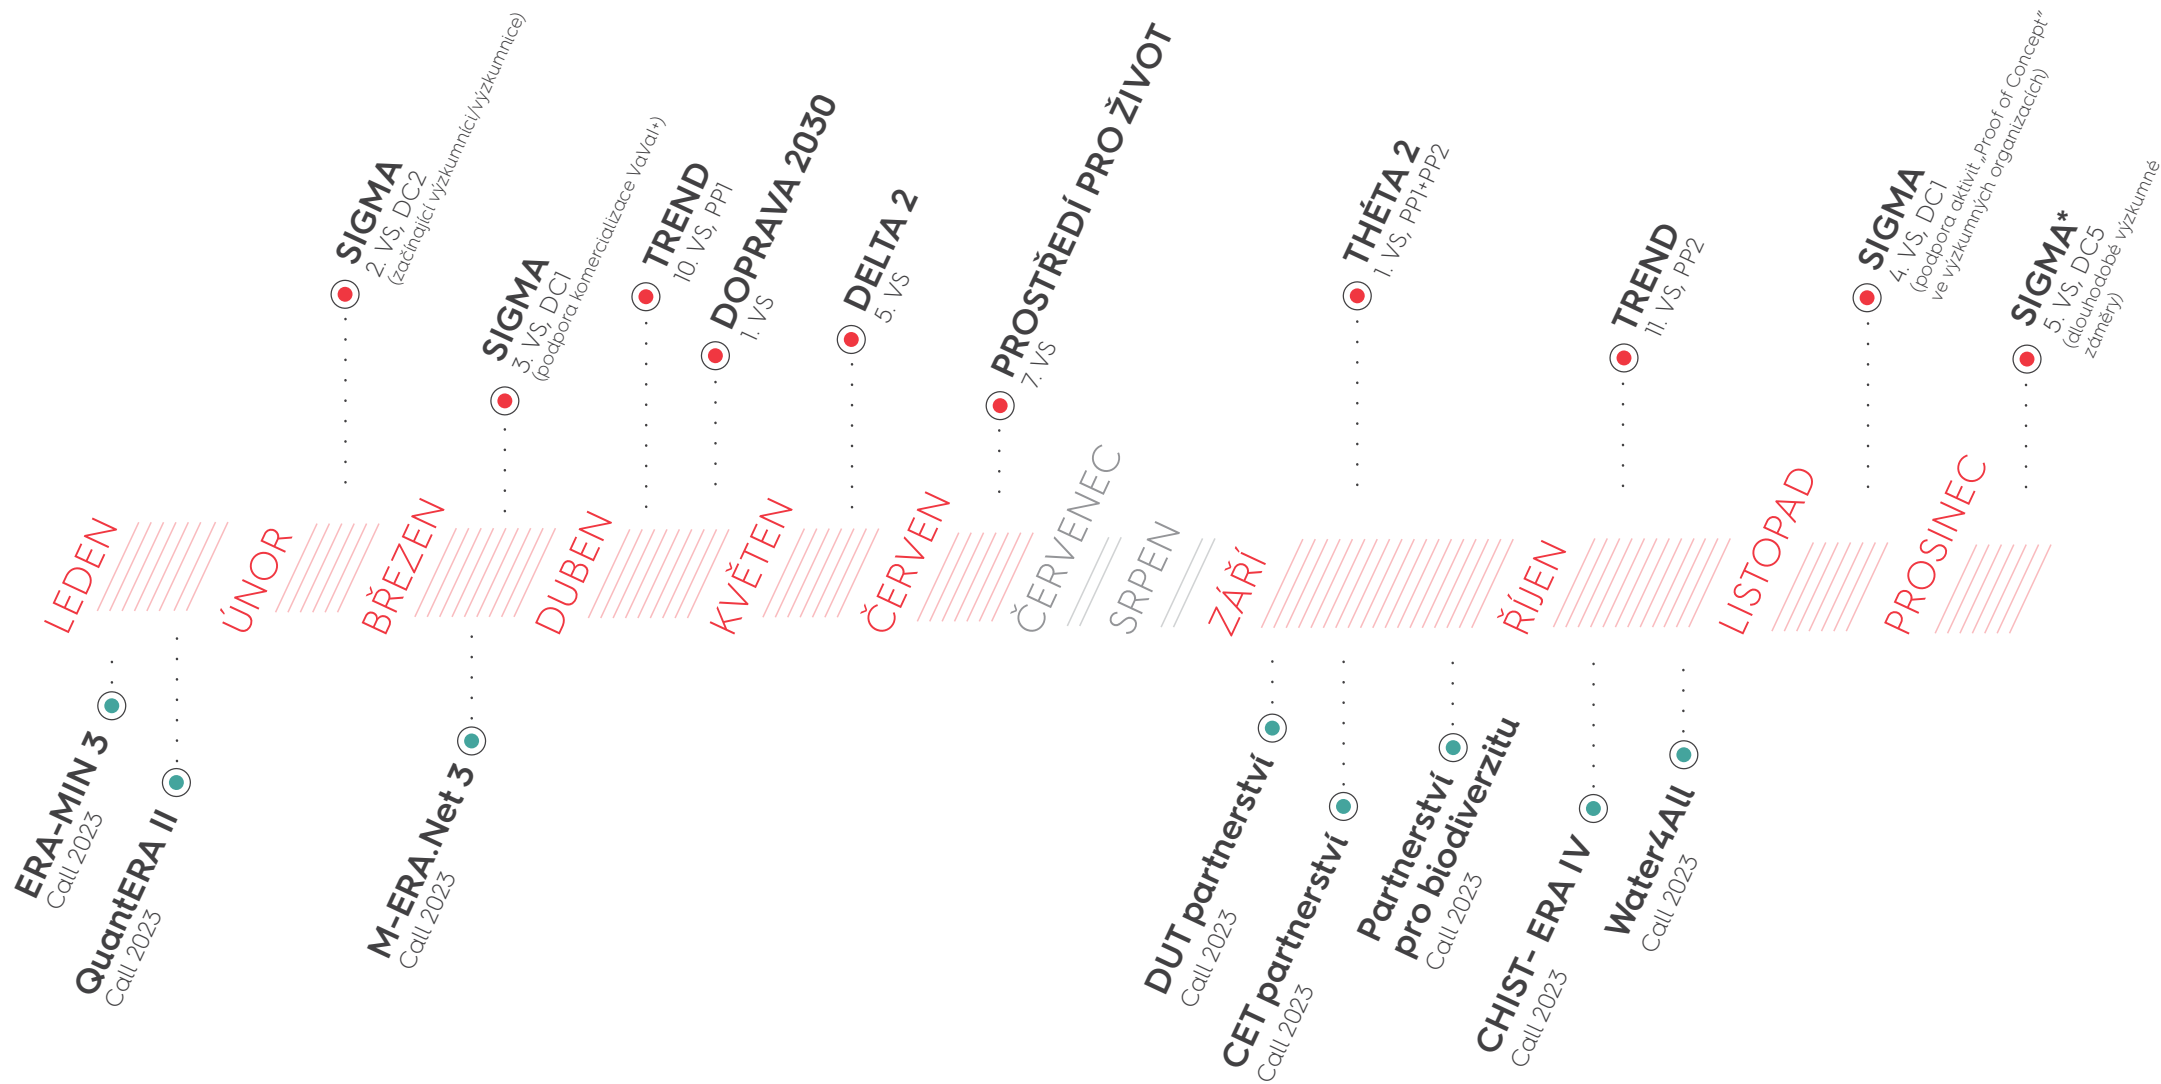 SIGMA
2. VS, DC2
(začínající výzkumníci/výzkumnice)
SIGMA
3. VS, DC1
(podpora komercializace VaVaI+)
TREND
10. VS, PP1
DOPRAVA 2030
1. VS
DELTA 2
5. VS
PROSTŘEDÍ PRO ŽIVOT
7. VS
THÉTA 2
1. VS, PP1+PP2
TREND
11. VS, PP2
SIGMA
4. VS, DC1
(podpora aktivit „Proof of Concept"
ve výzkumných organizacích)
SIGMA*
5. VS, DC5
(dlouhodobé výzkumné
záměry)
LEDEN
ÚNOR
BŘEZEN
DUBEN
KVĚTEN
ČERVEN
ČERVENEC
SRPEN
ZÁŘÍ
ŘÍJEN
LISTOPAD
PROSINEC
ERA-MIN 3
Call 2023
QuantERA II
Call 2023
M-ERA.Net 3
Call 2023
DUT partnerství
Call 2023
CET partnerství
Call 2023
Partnerství
pro biodiverzitu
Call 2023
CHIST- ERA IV
Call 2023
Water4All
Call 2023